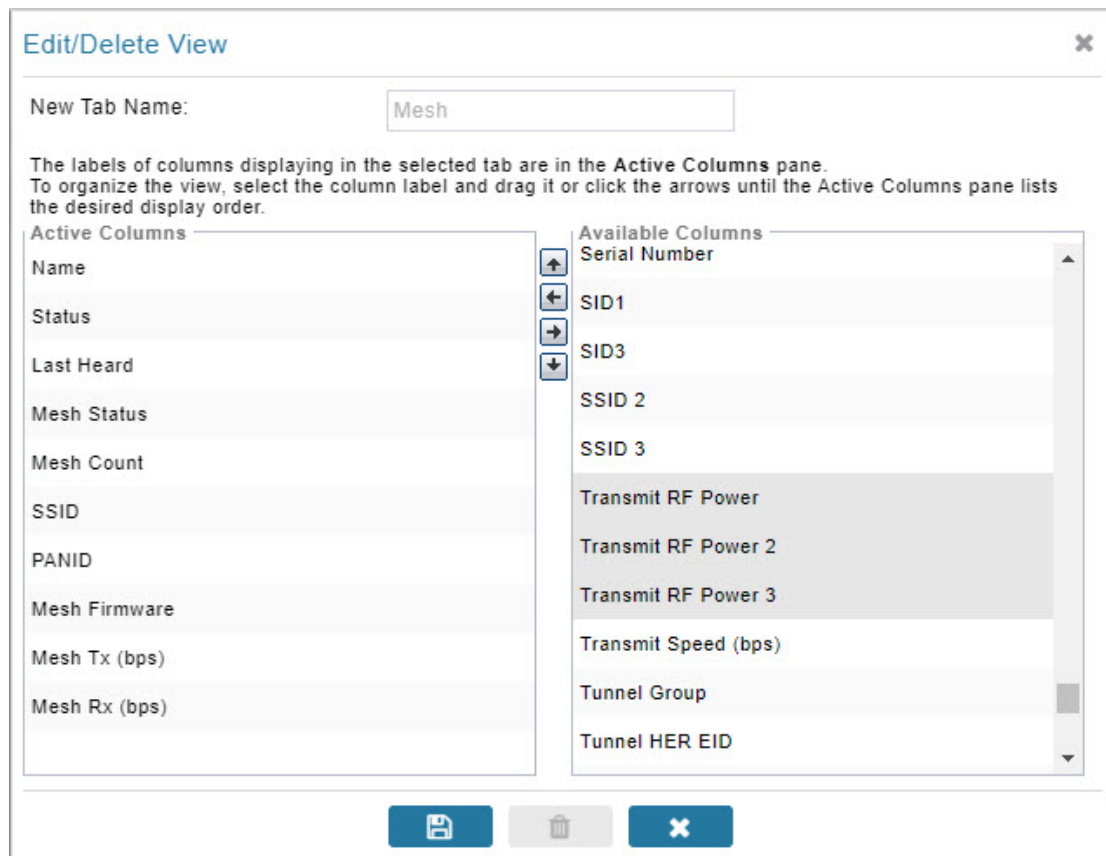 Edit/Delete View
New Tab Name:
Mesh
The labels of columns displaying in the selected tab are in the Active Columns pane.
To organize the view, select the column label and drag it or click the arrows until the Active Columns pane lists
the desired display order.
Active Columns
Name
Status
Last Heard
Mesh Status
Mesh Count
SSID
PANID
Mesh Firmware
Mesh Tx (bps)
Mesh Rx (bps)
Available Columns
Serial Number
SID1
SID3
SSID 2
SSID 3
Transmit RF Power
Transmit RF Power 2
Transmit RF Power 3
Transmit Speed (bps)
Tunnel Group
Tunnel HER EID